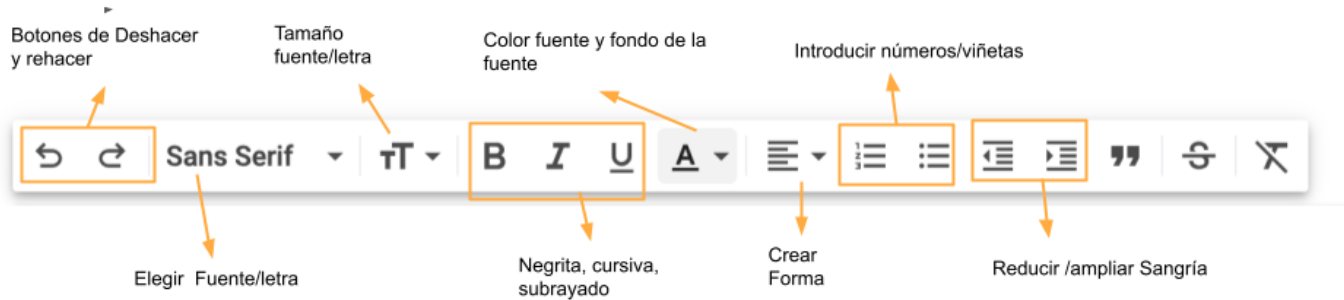 Botones de Deshacer
y rehacer
Tamaño
fuente/letra
Color fuente y fondo de la
fuente
Introducir números/viñetas
Sans Serif
Elegir Fuente/letra
Negrita, cursiva,
subrayado
Crear
Forma
Reducir /ampliar Sangría